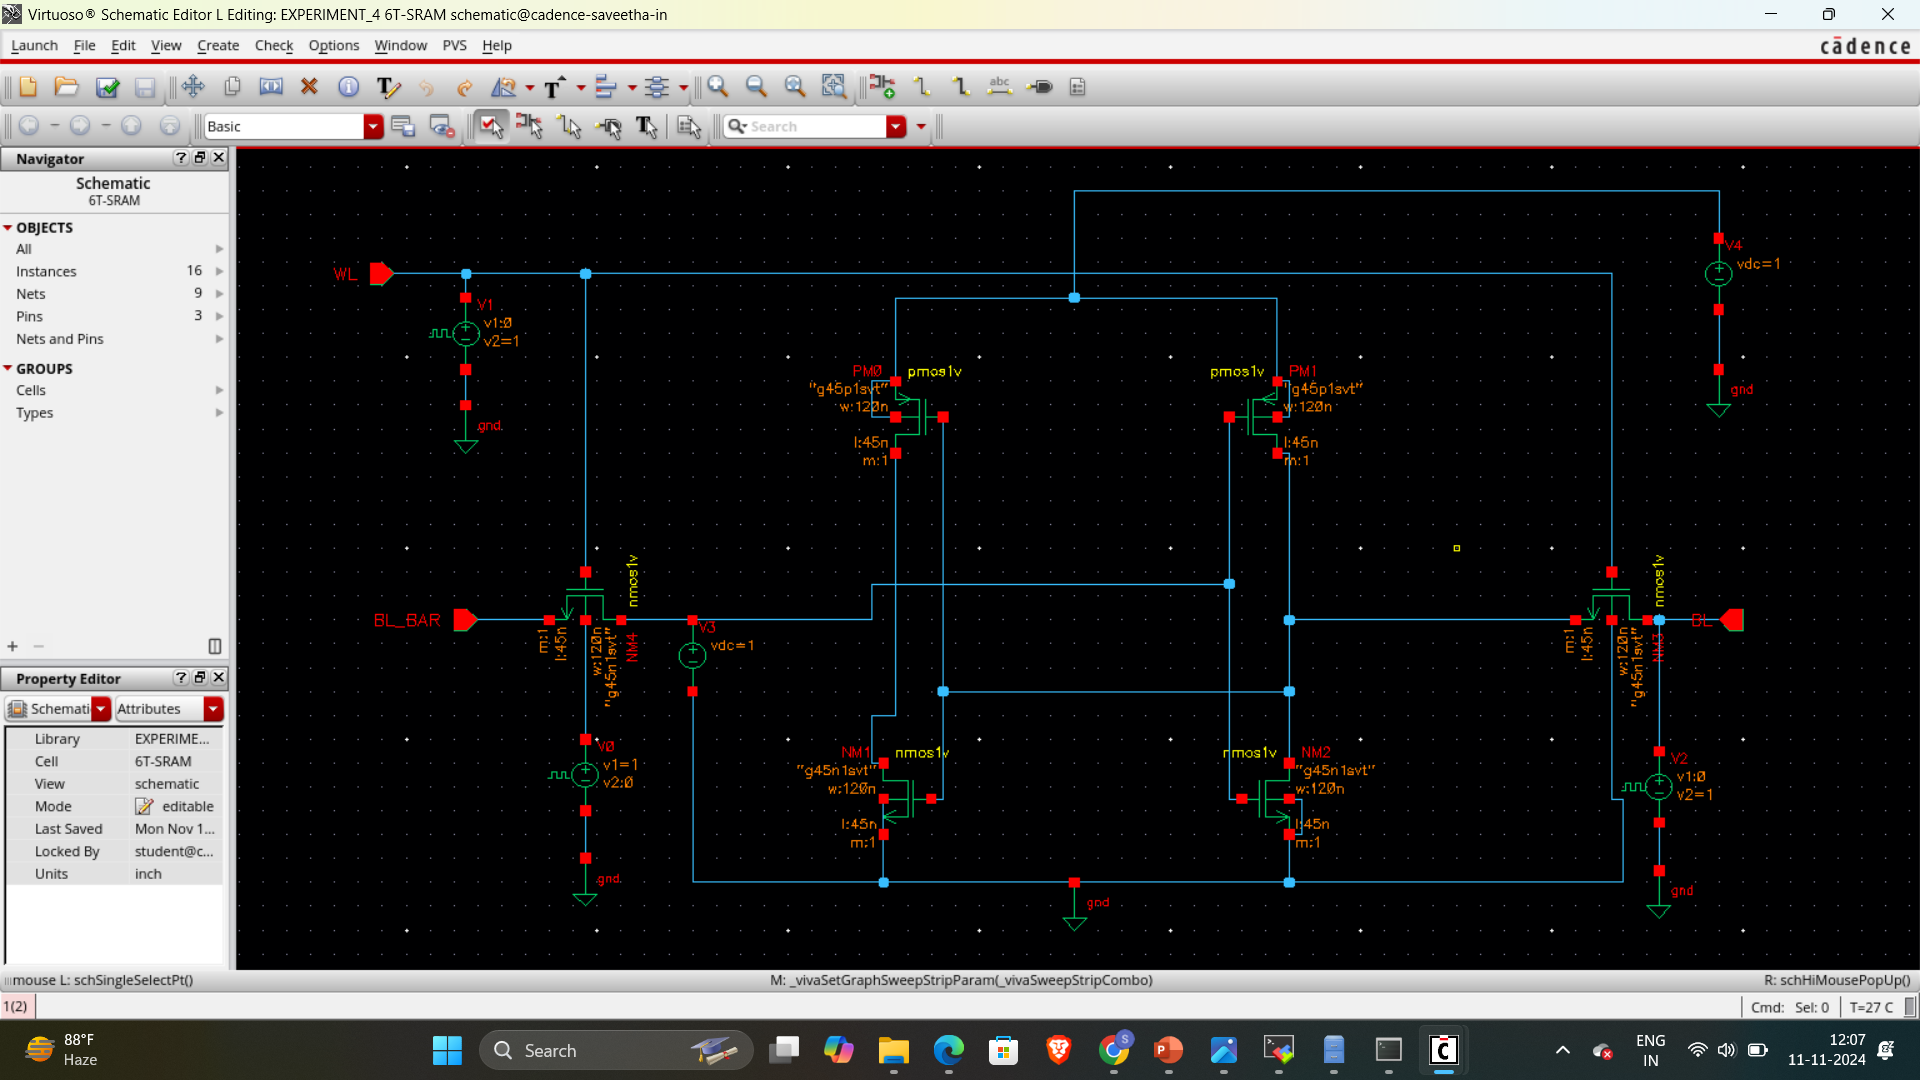 Virtuoso® Schematic Editor L Editing: EXPERIMENT_4 6T-SRAM schematic@cadence-saveetha-in
Launch File Edit View Create Check Options Window PVS Help
cādence
abc
Basic
Search
Navigator
Schematic
6T-SRAM
OBJECTS
All
Instances 16
Nets 9
Pins 3
Nets and Pins
GROUPS
Cells
Types
Property Editor
Schemati Attributes
Library EXPERIME...
Cell 6T-SRAM
View schematic
Mode editable
Last Saved Mon Nov 1...
Locked By student@c...
Units inch
V4
vdc=1
gnd
WL
V1
v1:0
v2=1
gnd
PM0 pmos1v
"g45p1svt"
w:120n
l:45n
m:1
pmos1v PM1
"g45p1svt"
w:120n
l:45n
m:1
BL_BAR
nmos1v
m:1
l:45n
w:120n
"g45n1svt"
NM4
V3
vdc=1
nmos1v
BL
m:1
l:45n
w:120n
"g45n1svt"
NM3
V0
v1=1
v2:0
gnd
NM1 nmos1v
"g45n1svt"
w:120n
l:45n
m:1
nmos1v NM2
"g45n1svt"
w:120n
l:45n
m:1
V2
v1:0
v2=1
gnd
gnd
mouse L: schSingleSelectPt() M: _vivaSetGraphSweepStripParam(_vivaSweepStripCombo) R: schHiMousePopUp()
1(2) Cmd: Sel: 0 T=27 C
88°F
Haze
Search
S
P
C
ENG
IN
12:07
11-11-2024